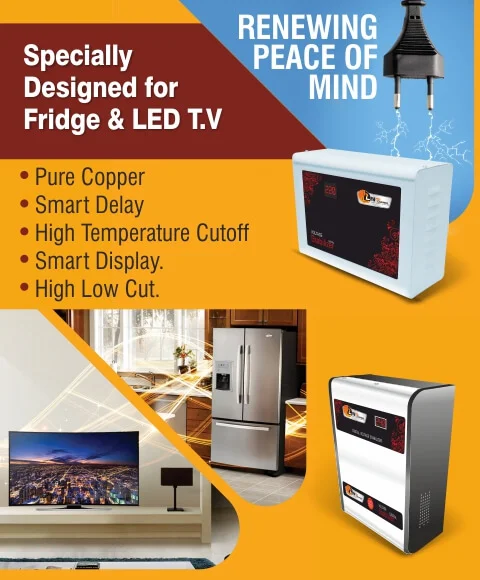 RENEWING
PEACE OF
MIND
Specially
Designed for
Fridge & LED T.V
• Pure Copper
• Smart Delay
• High Temperature Cutoff
• Smart Display.
• High Low Cut.